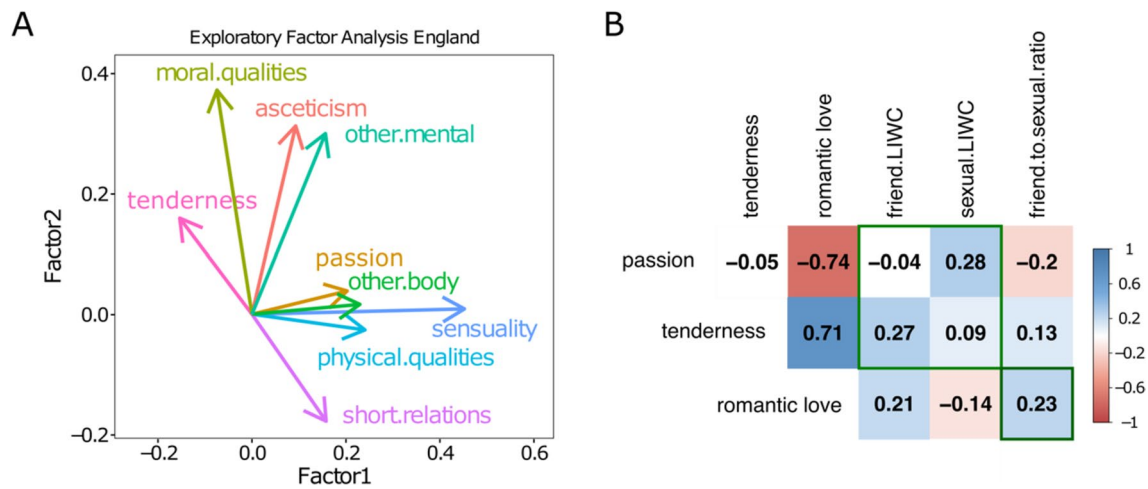 A
Exploratory Factor Analysis England
Factor2
0.4
0.2
0.0
−0.2
moral.qualities
asceticism
other.mental
tenderness
passion
other.body
sensuality
physical.qualities
short.relations
−0.2 0.0 0.2 0.4 0.6
Factor1
B
tenderness
romantic love
friend.LIWC
sexual.LIWC
friend.to.sexual.ratio
passion −0.05 −0.74 −0.04 0.28 −0.2
tenderness 0.71 0.27 0.09 0.13
romantic love 0.21 −0.14 0.23
1
0.6
0.2
−0.2
−0.6
−1